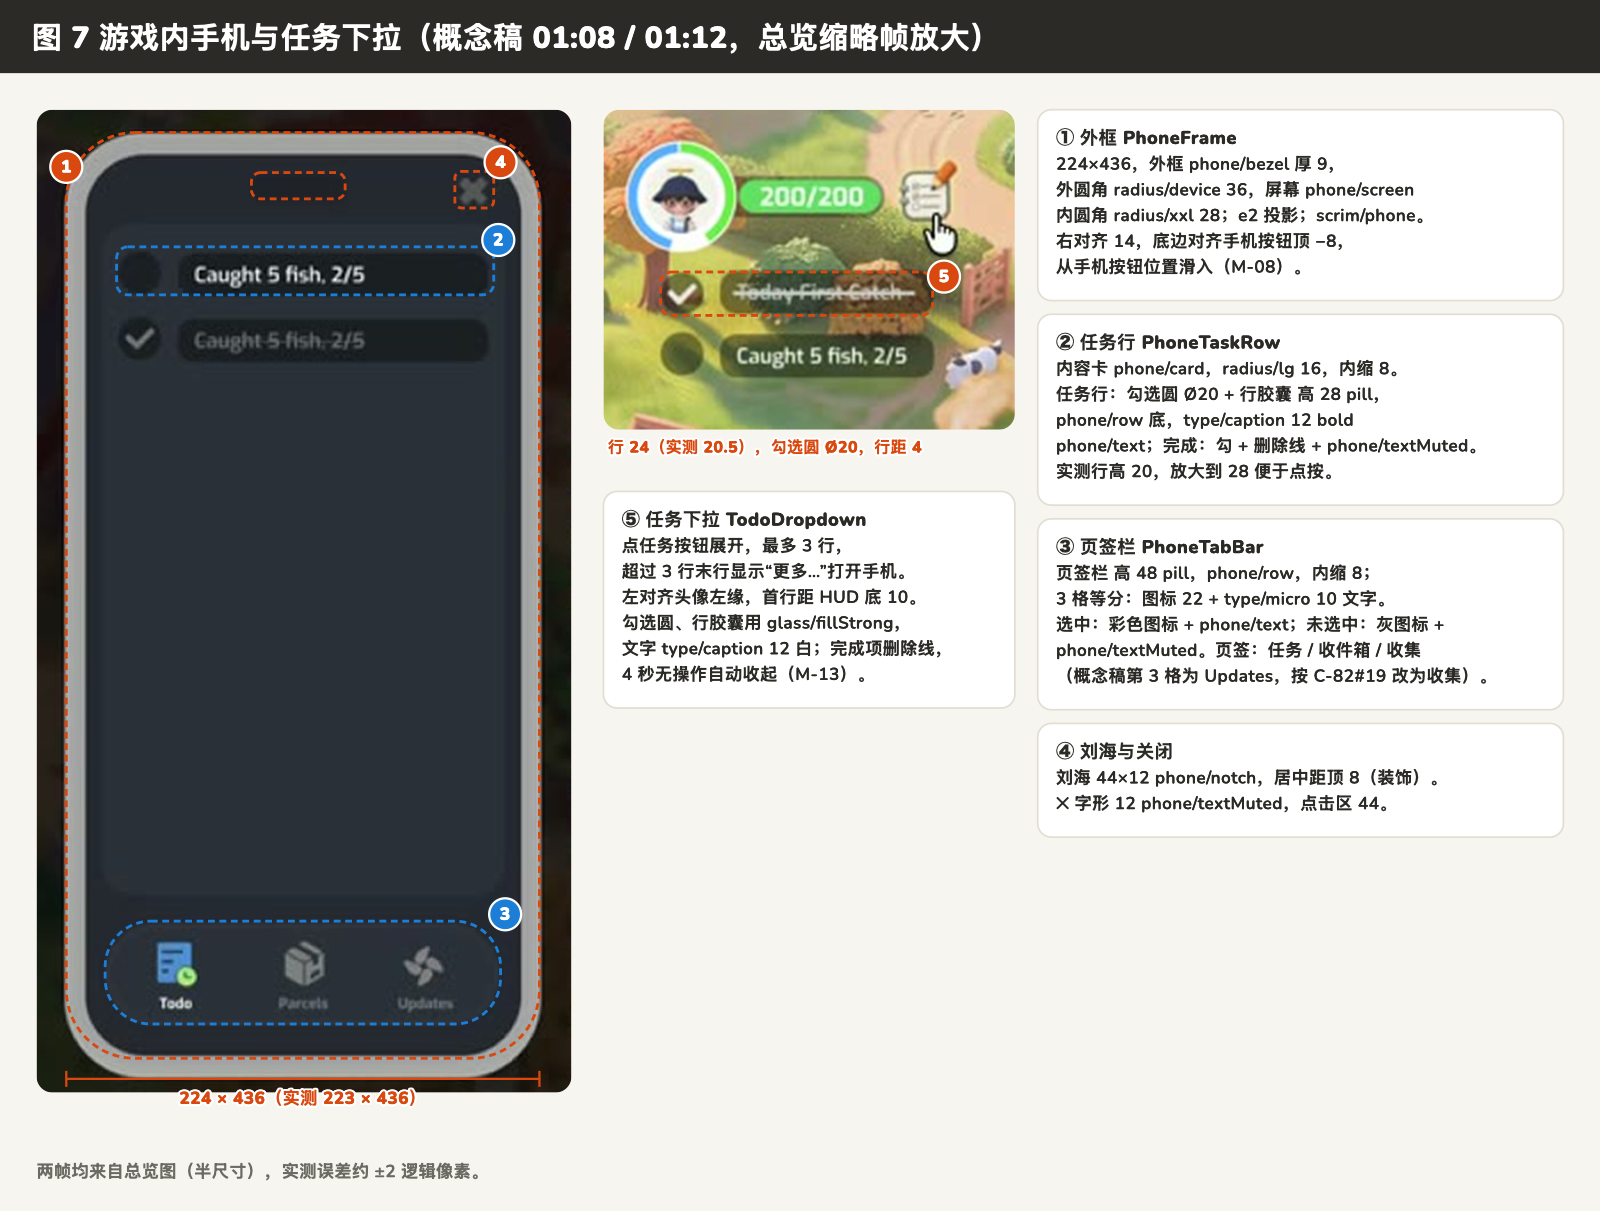 图 7 游戏内手机与任务下拉（概念稿 01:08 / 01:12，总览缩略帧放大）
1
4
2
Caught 5 fish, 2/5
Caught 5 fish, 2/5
3
Todo
Parcels
Updates
224 × 436（实测 223 × 436）
200/200
5
Today First Catch
Caught 5 fish, 2/5
行 24（实测 20.5），勾选圆 Ø20，行距 4
⑤ 任务下拉 TodoDropdown
点任务按钮展开，最多 3 行，
超过 3 行末行显示“更多…”打开手机。
左对齐头像左缘，首行距 HUD 底 10。
勾选圆、行胶囊用 glass/fillStrong，
文字 type/caption 12 白；完成项删除线，
4 秒无操作自动收起（M-13）。
① 外框 PhoneFrame
224×436，外框 phone/bezel 厚 9，
外圆角 radius/device 36，屏幕 phone/screen
内圆角 radius/xxl 28；e2 投影；scrim/phone。
右对齐 14，底边对齐手机按钮顶 −8，
从手机按钮位置滑入（M-08）。
② 任务行 PhoneTaskRow
内容卡 phone/card，radius/lg 16，内缩 8。
任务行：勾选圆 Ø20 + 行胶囊 高 28 pill，
phone/row 底，type/caption 12 bold
phone/text；完成：勾 + 删除线 + phone/textMuted。
实测行高 20，放大到 28 便于点按。
③ 页签栏 PhoneTabBar
页签栏 高 48 pill，phone/row，内缩 8；
3 格等分：图标 22 + type/micro 10 文字。
选中：彩色图标 + phone/text；未选中：灰图标 +
phone/textMuted。页签：任务 / 收件箱 / 收集
（概念稿第 3 格为 Updates，按 C-82#19 改为收集）。
④ 刘海与关闭
刘海 44×12 phone/notch，居中距顶 8（装饰）。
✕ 字形 12 phone/textMuted，点击区 44。
两帧均来自总览图（半尺寸），实测误差约 ±2 逻辑像素。